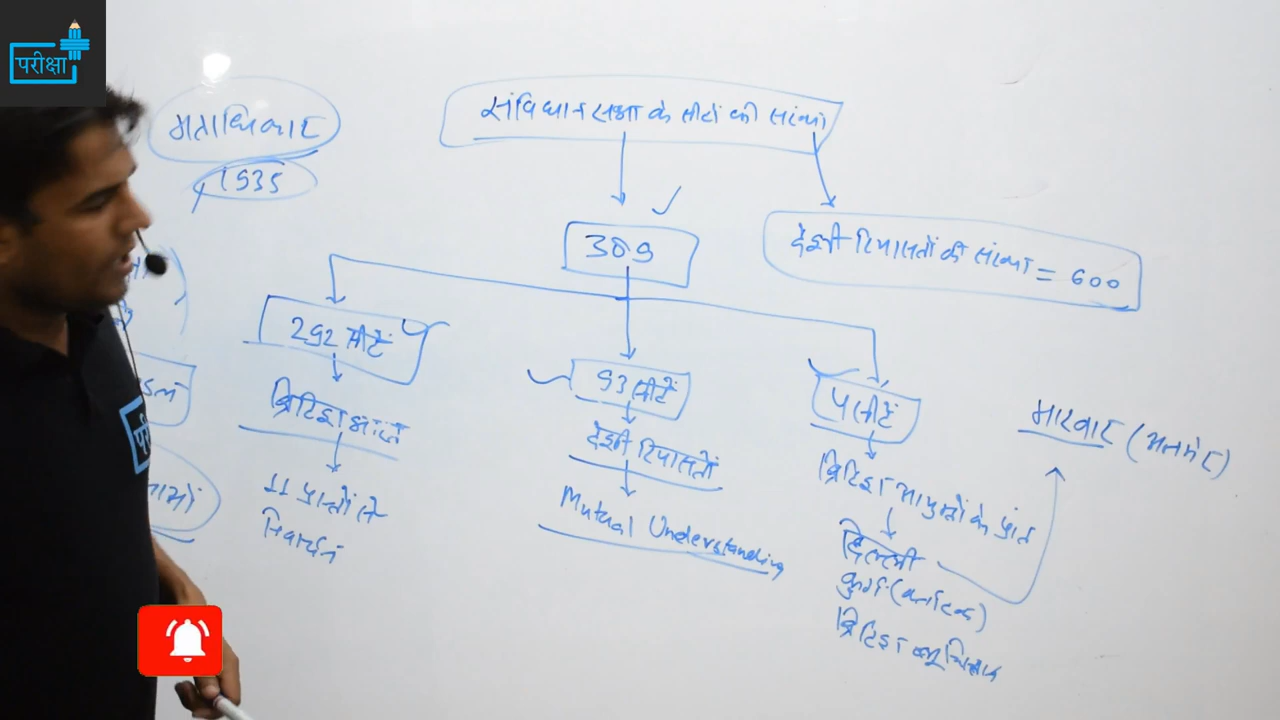 परीक्षा
मताधिकार
1935
संविधान सभा के सीटों की संख्या
389
देशी रियासतों की संख्या = 600
292 सीटें
ब्रिटिश भारत
11 प्रान्तों से
निर्वाचन
93 सीटें
देशी रियासतों
Mutual Understanding
4 सीटें
ब्रिटिश आयुक्तों के प्रांत
दिल्ली
कुर्ग (कर्नाटक)
ब्रिटिश बलूचिस्तान
मारवाड़ (अजमेर)